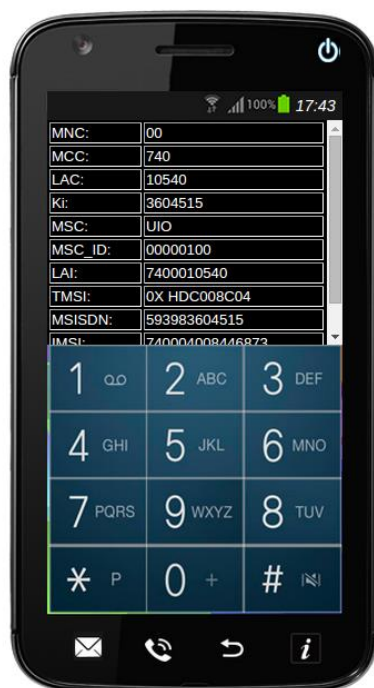 100% 17:43
MNC: 00
MCC: 740
LAC: 10540
Ki: 3604515
MSC: UIO
MSC_ID: 00000100
LAI: 7400010540
TMSI: 0X HDC008C04
MSISDN: 593983604515
IMSI: 740004008446873
1 2 ABC 3 DEF
4 GHI 5 JKL 6 MNO
7 PQRS 9 WXYZ 8 TUV
* P 0 + #
i